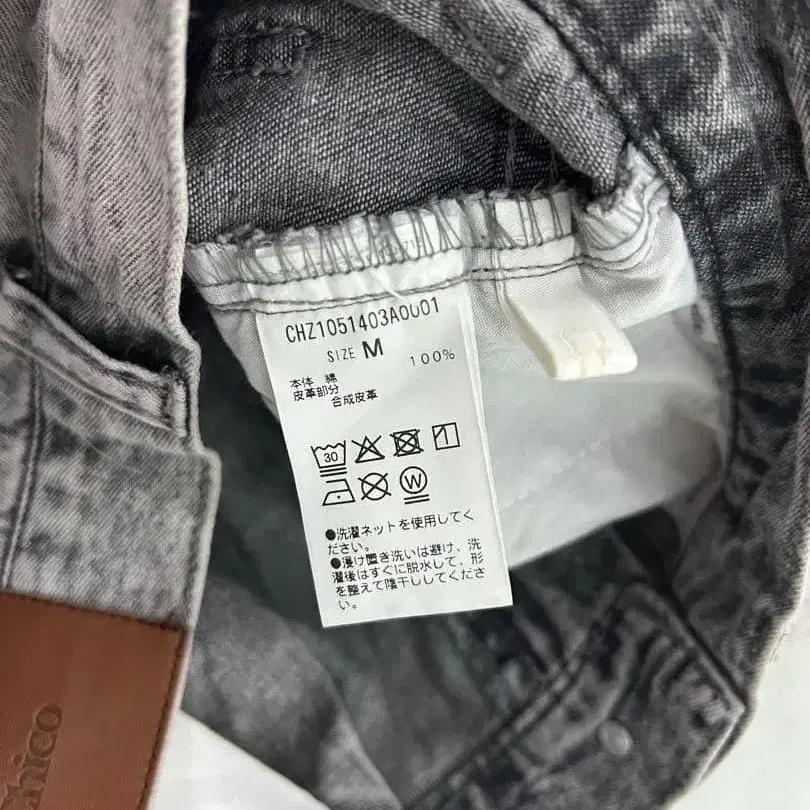 CHZ1051403A0001
SIZE M
本体 綿 100%
皮革部分
合成皮革
30
W
●洗濯ネットを使用してく
ださい。
●浸け置き洗いは避け、洗
濯後はすぐに脱水して、形
を整えて陰干ししてくださ
い。
Chico